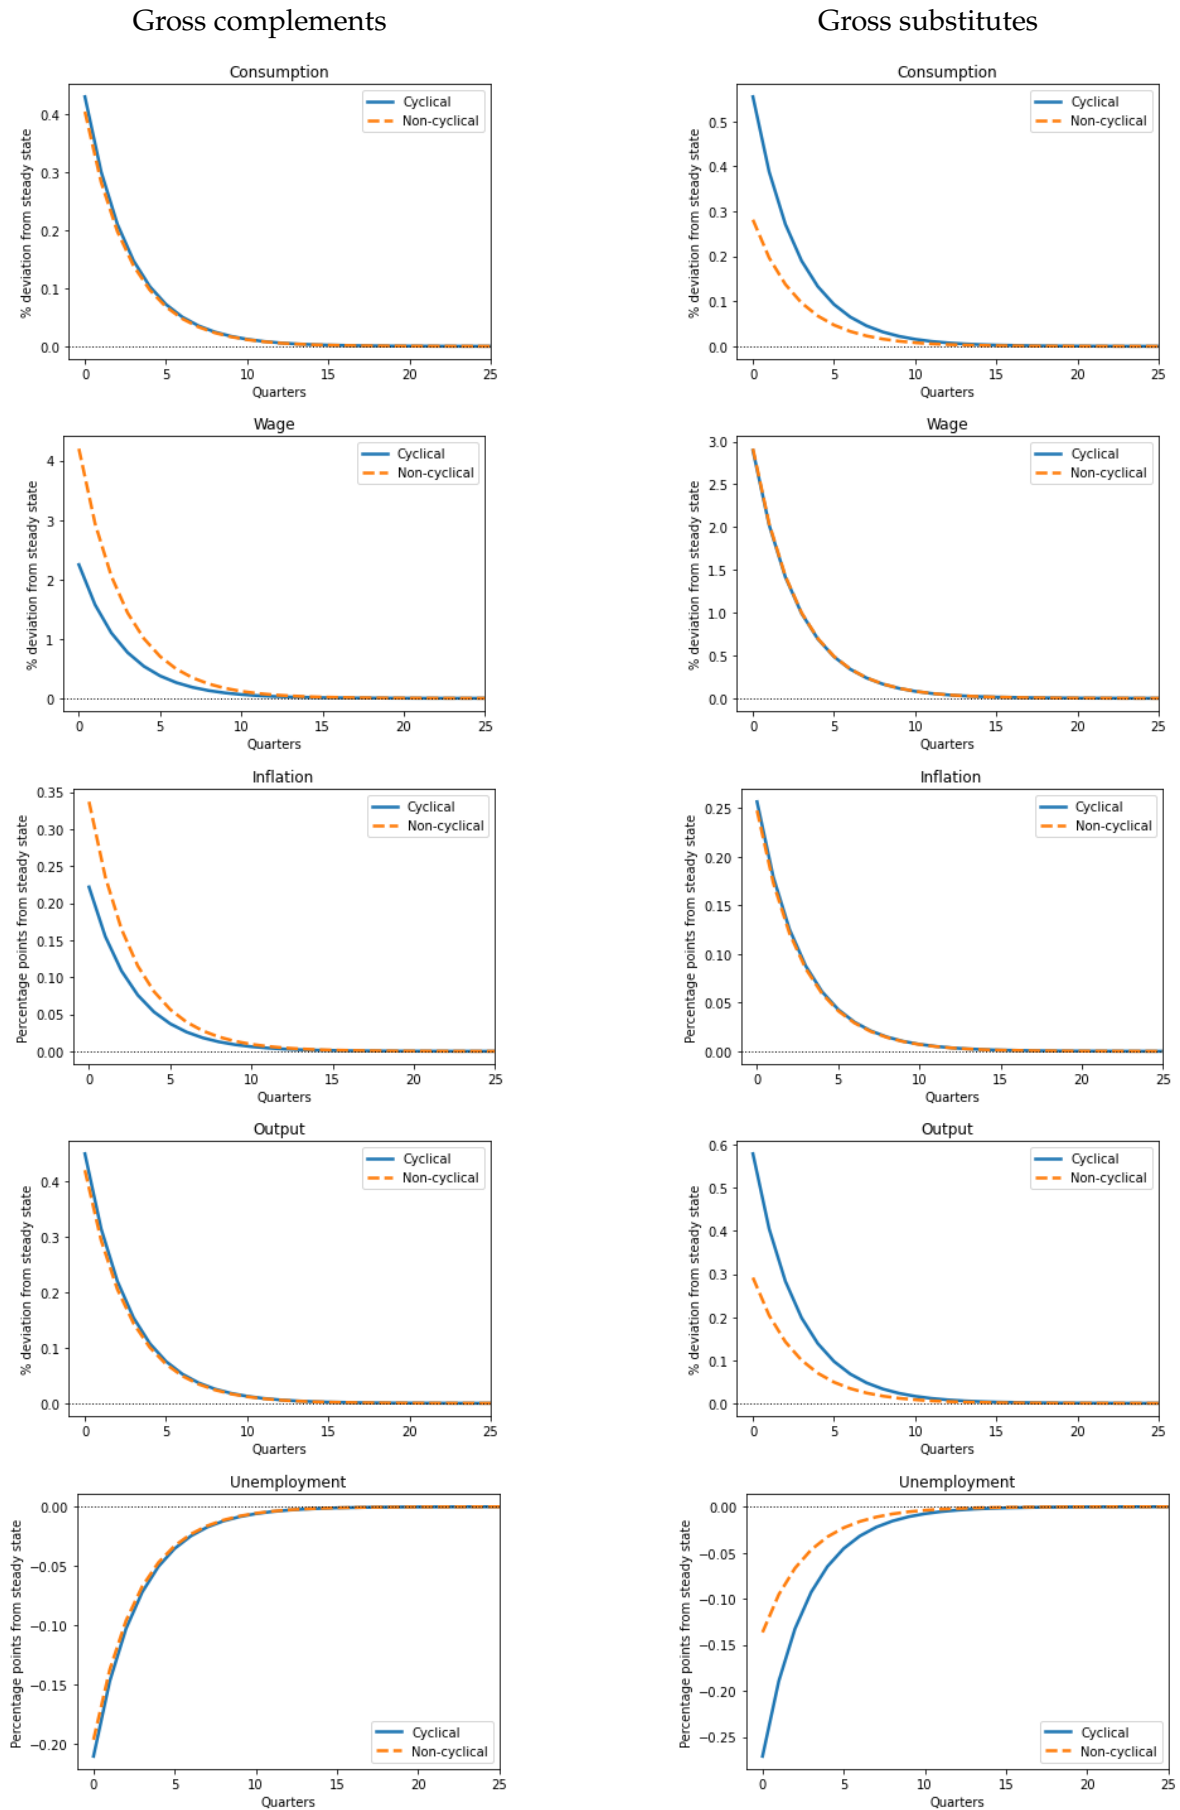 Gross complements
Gross substitutes
Consumption
% deviation from steady state
0.4
0.3
0.2
0.1
0.0
Cyclical
Non-cyclical
0 5 10 15 20 25
Quarters
Consumption
% deviation from steady state
0.5
0.4
0.3
0.2
0.1
0.0
Cyclical
Non-cyclical
0 5 10 15 20 25
Quarters
Wage
% deviation from steady state
4
3
2
1
0
Cyclical
Non-cyclical
0 5 10 15 20 25
Quarters
Wage
% deviation from steady state
3.0
2.5
2.0
1.5
1.0
0.5
0.0
Cyclical
Non-cyclical
0 5 10 15 20 25
Quarters
Inflation
Percentage points from steady state
0.35
0.30
0.25
0.20
0.15
0.10
0.05
0.00
Cyclical
Non-cyclical
0 5 10 15 20 25
Quarters
Inflation
Percentage points from steady state
0.25
0.20
0.15
0.10
0.05
0.00
Cyclical
Non-cyclical
0 5 10 15 20 25
Quarters
Output
% deviation from steady state
0.4
0.3
0.2
0.1
0.0
Cyclical
Non-cyclical
0 5 10 15 20 25
Quarters
Output
% deviation from steady state
0.6
0.5
0.4
0.3
0.2
0.1
0.0
Cyclical
Non-cyclical
0 5 10 15 20 25
Quarters
Unemployment
Percentage points from steady state
0.00
−0.05
−0.10
−0.15
−0.20
Cyclical
Non-cyclical
0 5 10 15 20 25
Quarters
Unemployment
Percentage points from steady state
0.00
−0.05
−0.10
−0.15
−0.20
−0.25
Cyclical
Non-cyclical
0 5 10 15 20 25
Quarters